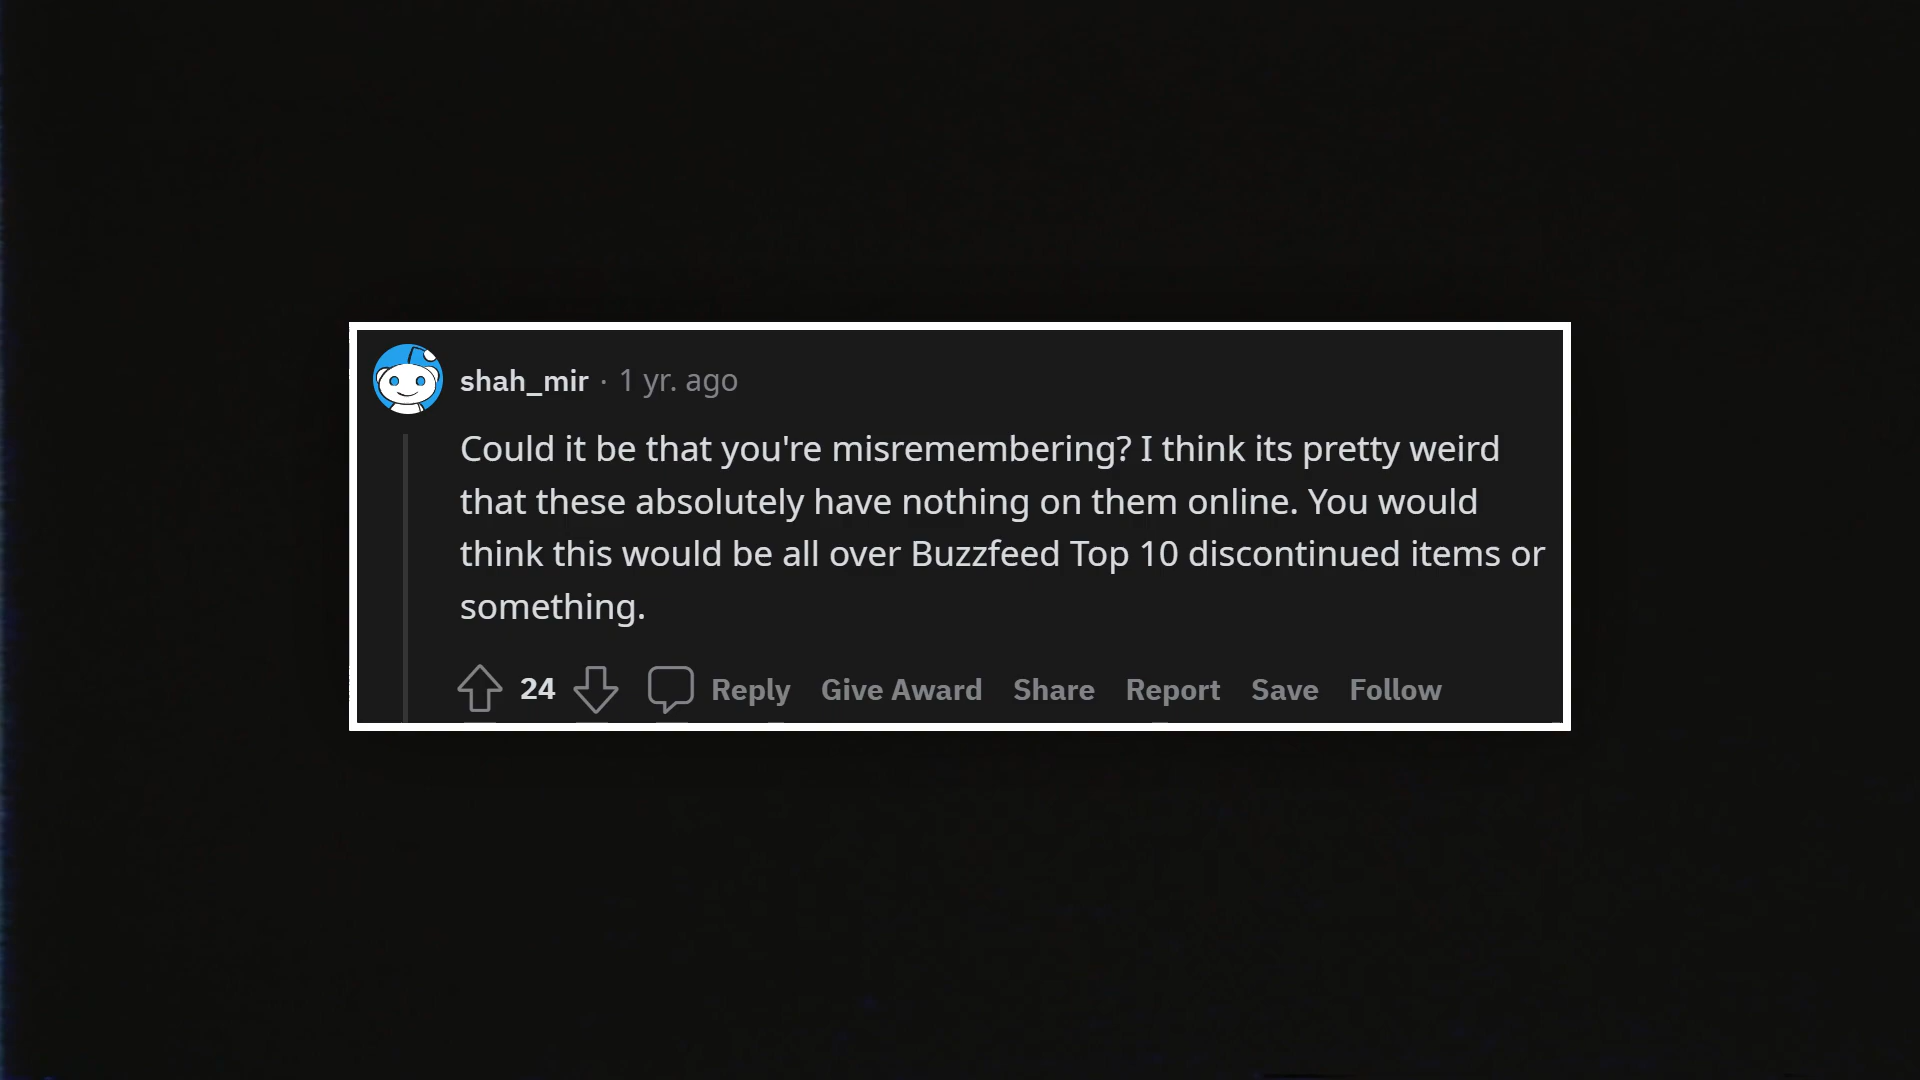 shah_mir · 1 yr. ago
Could it be that you're misremembering? I think its pretty weird
that these absolutely have nothing on them online. You would
think this would be all over Buzzfeed Top 10 discontinued items or
something.
24 Reply Give Award Share Report Save Follow